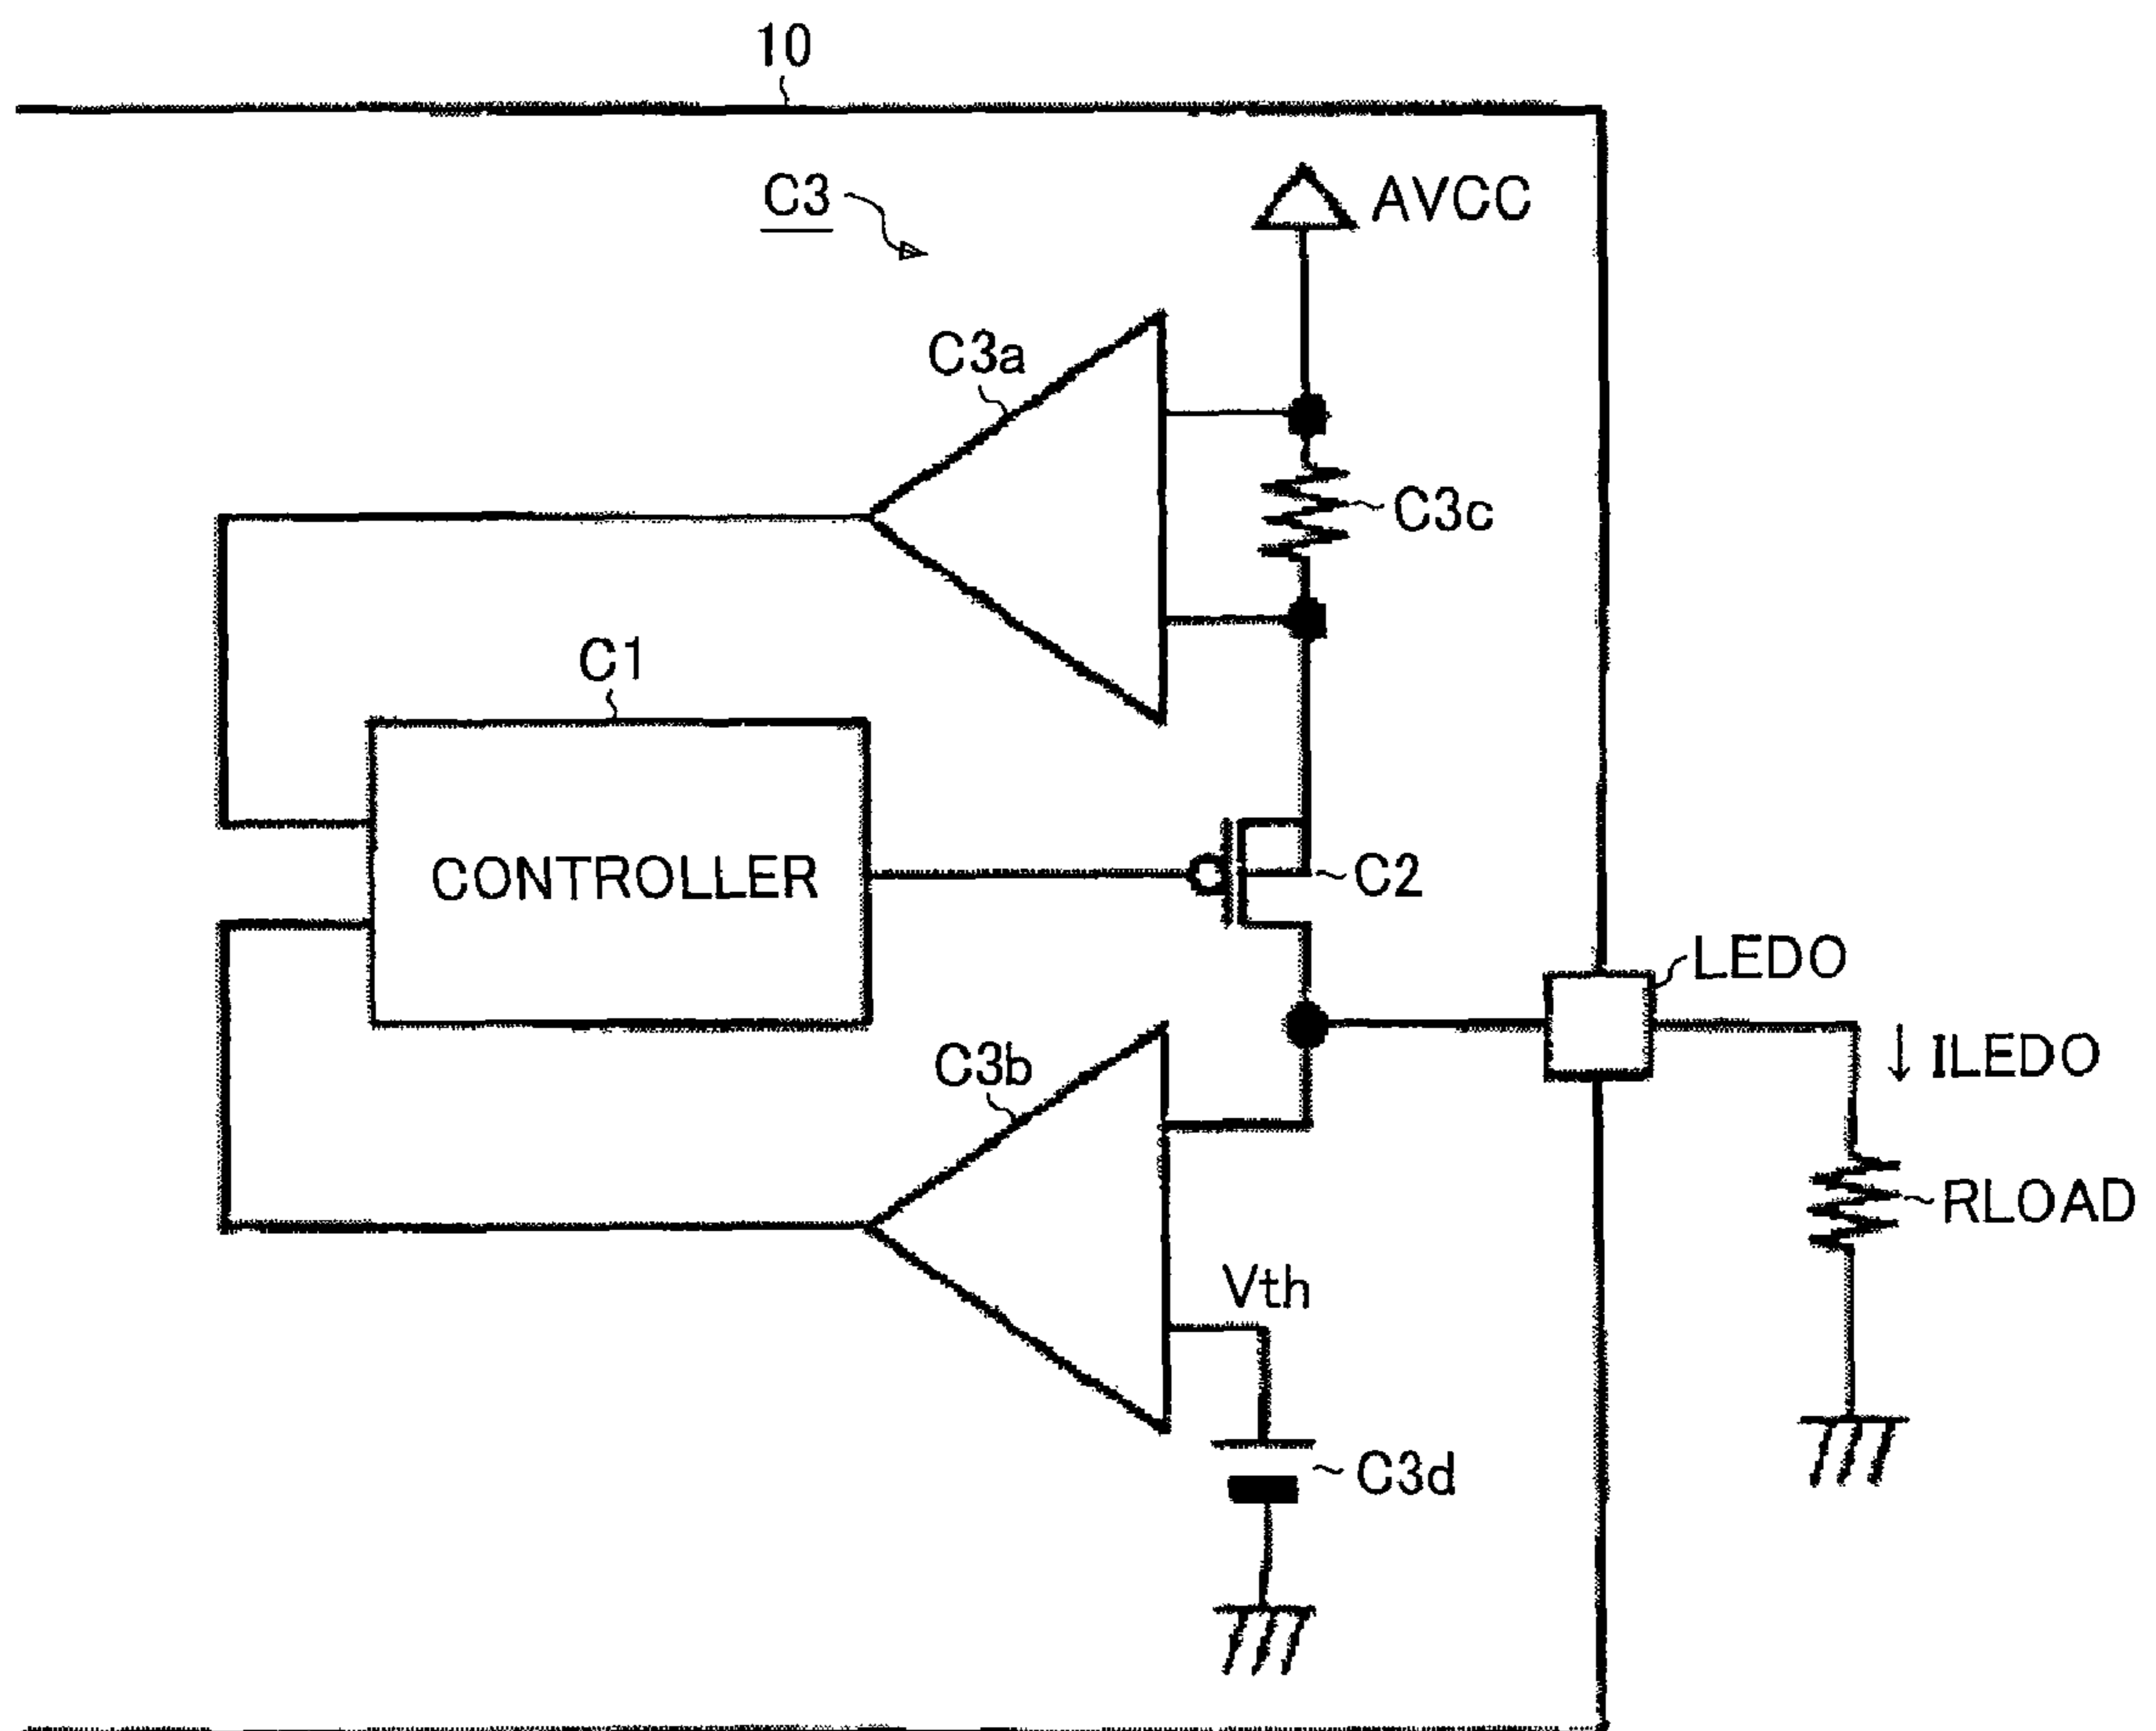 10
C3
AVCC
C3a
C3c
C1
CONTROLLER
C2
LEDO
C3b
ILEDO
RLOAD
Vth
C3d